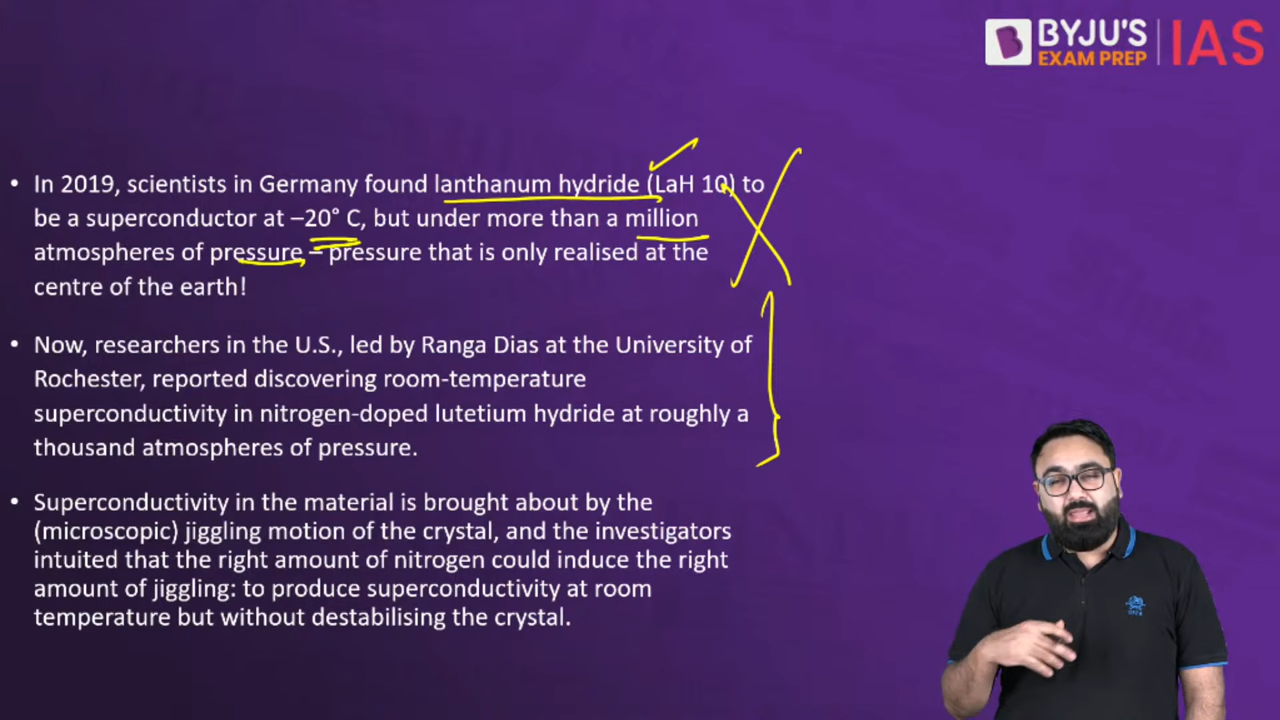 BYJU'S
EXAM PREP
IAS
• In 2019, scientists in Germany found lanthanum hydride (LaH 10) to
be a superconductor at –20° C, but under more than a million
atmospheres of pressure – pressure that is only realised at the
centre of the earth!
• Now, researchers in the U.S., led by Ranga Dias at the University of
Rochester, reported discovering room-temperature
superconductivity in nitrogen-doped lutetium hydride at roughly a
thousand atmospheres of pressure.
• Superconductivity in the material is brought about by the
(microscopic) jiggling motion of the crystal, and the investigators
intuited that the right amount of nitrogen could induce the right
amount of jiggling: to produce superconductivity at room
temperature but without destabilising the crystal.